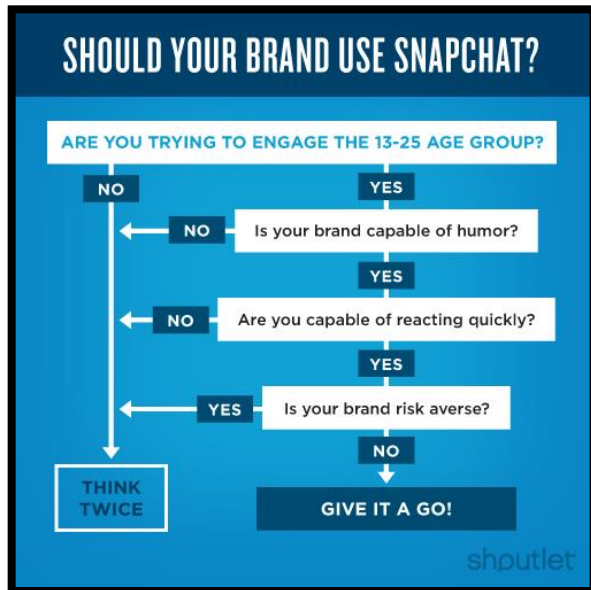 SHOULD YOUR BRAND USE SNAPCHAT?
ARE YOU TRYING TO ENGAGE THE 13-25 AGE GROUP?
NO
YES
NO
Is your brand capable of humor?
YES
NO
Are you capable of reacting quickly?
YES
YES
Is your brand risk averse?
NO
THINK
TWICE
GIVE IT A GO!
shoutlet